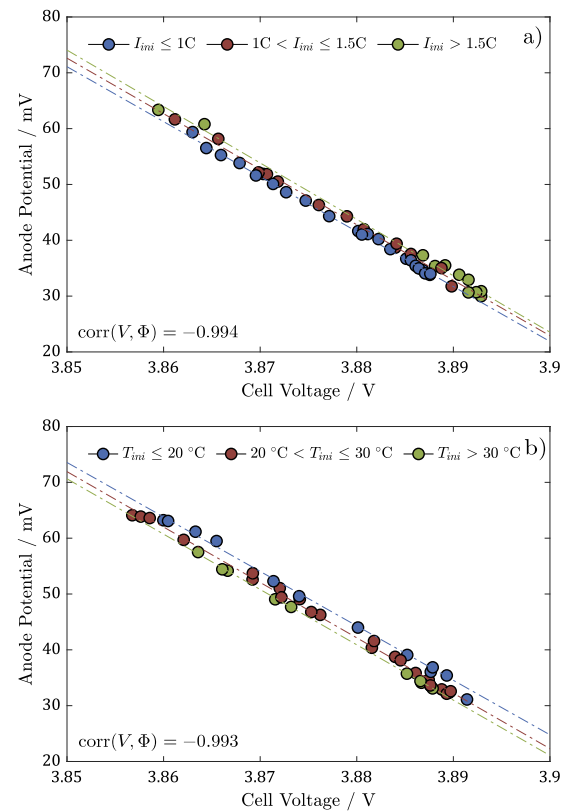 80
70
60
50
40
30
20
Anode Potential / mV
I_ini ≤ 1C 1C < I_ini ≤ 1.5C I_ini > 1.5C a)
corr(V, Φ) = −0.994
3.85 3.86 3.87 3.88 3.89 3.9
Cell Voltage / V
80
70
60
50
40
30
20
Anode Potential / mV
T_ini ≤ 20 °C 20 °C < T_ini ≤ 30 °C T_ini > 30 °C b)
corr(V, Φ) = −0.993
3.85 3.86 3.87 3.88 3.89 3.9
Cell Voltage / V